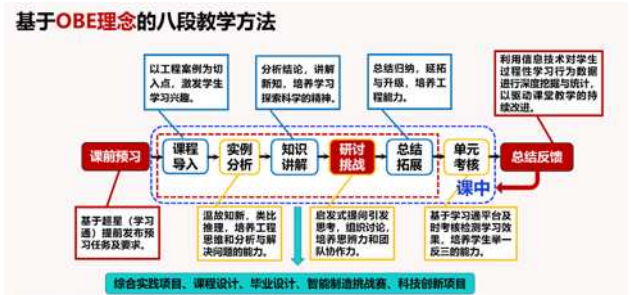 基于OBE理念的八段教学方法
以工程案例为切
入点，激发学生
学习兴趣。
分析结论，讲解
新知，培养学习
探索科学的精神。
总结归纳，延拓
与升级，培养工
程能力。
利用信息技术对学生
过程性学习行为数据
进行深度挖掘与统计，
以驱动课堂教学的持
续改进。
课前预习
课程
导入
实例
分析
知识
讲解
研讨
挑战
总结
拓展
单元
考核
总结反馈
课中
基于超星（学习
通）提前发布预
习任务及要求。
温故知新，类比
推理，培养工程
思维和分析与解
决问题的能力。
启发式提问引发
思考，组织讨论，
培养思辨力和团
队协作力。
基于学习通平台及
时考核检测学习效
果，培养学生举一
反三的能力。
综合实践项目、课程设计、毕业设计、智能制造挑战赛、科技创新项目